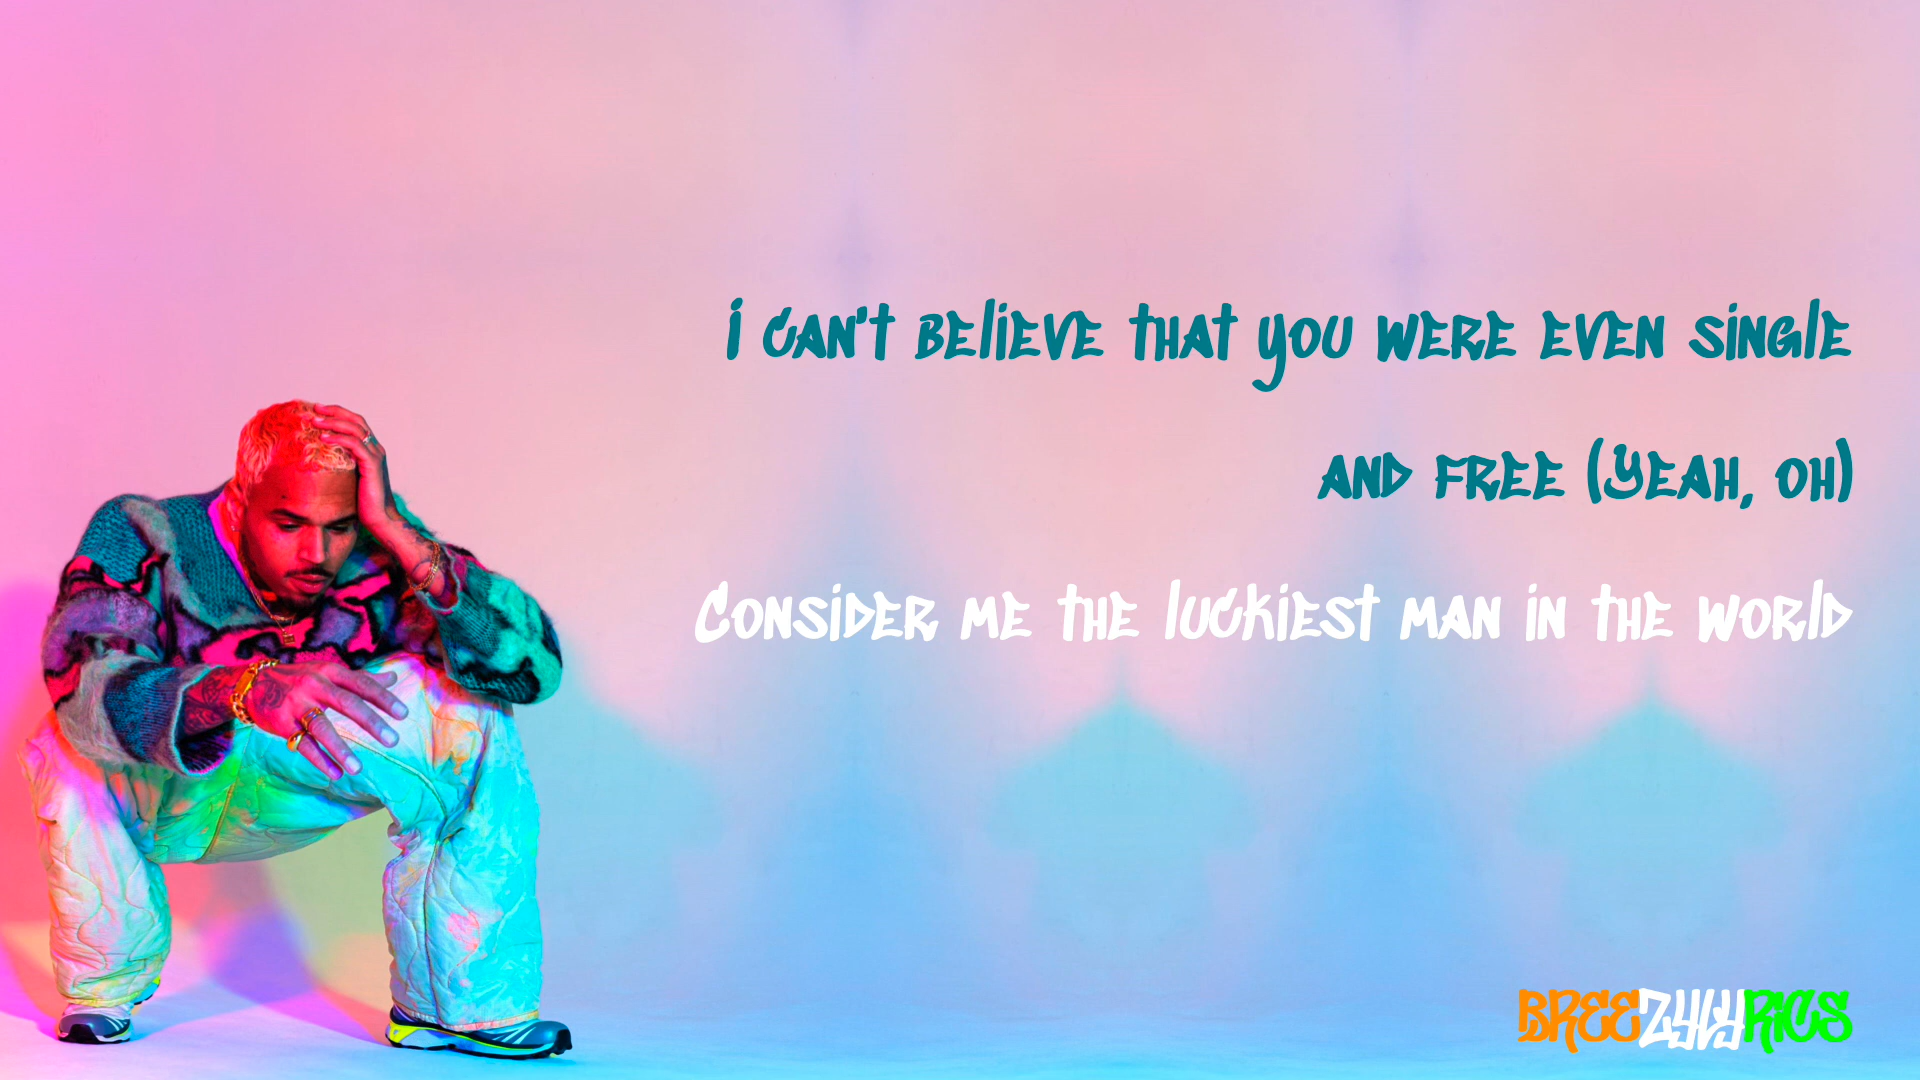 I can't believe that you were even single
and free (Yeah, oh)
Consider me the luckiest man in the world
BREEZYLYRICS